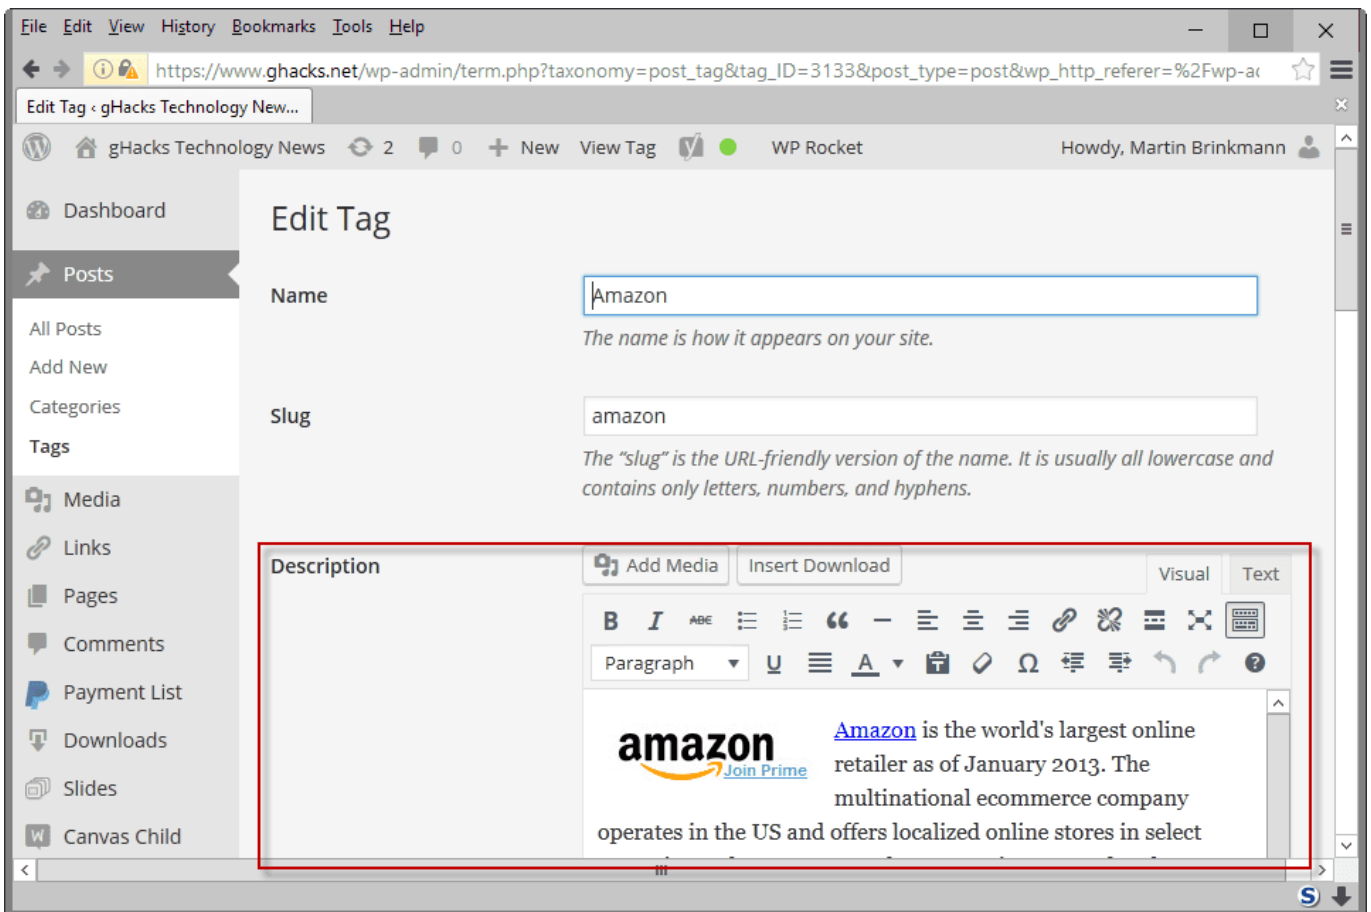 File Edit View History Bookmarks Tools Help
https://www.ghacks.net/wp-admin/term.php?taxonomy=post_tag&tag_ID=3133&post_type=post&wp_http_referer=%2Fwp-ac
Edit Tag ‹ gHacks Technology New...
gHacks Technology News 2 0 + New View Tag WP Rocket Howdy, Martin Brinkmann
Dashboard
Edit Tag
Posts
Name
Amazon
The name is how it appears on your site.
All Posts
Add New
Categories
Tags
Slug
amazon
The “slug” is the URL-friendly version of the name. It is usually all lowercase and
contains only letters, numbers, and hyphens.
Media
Links
Pages
Comments
Payment List
Downloads
Slides
Canvas Child
Description
Add Media Insert Download Visual Text
B I ABC
Paragraph U A Ω
amazon
Join Prime
Amazon is the world's largest online
retailer as of January 2013. The
multinational ecommerce company
operates in the US and offers localized online stores in select